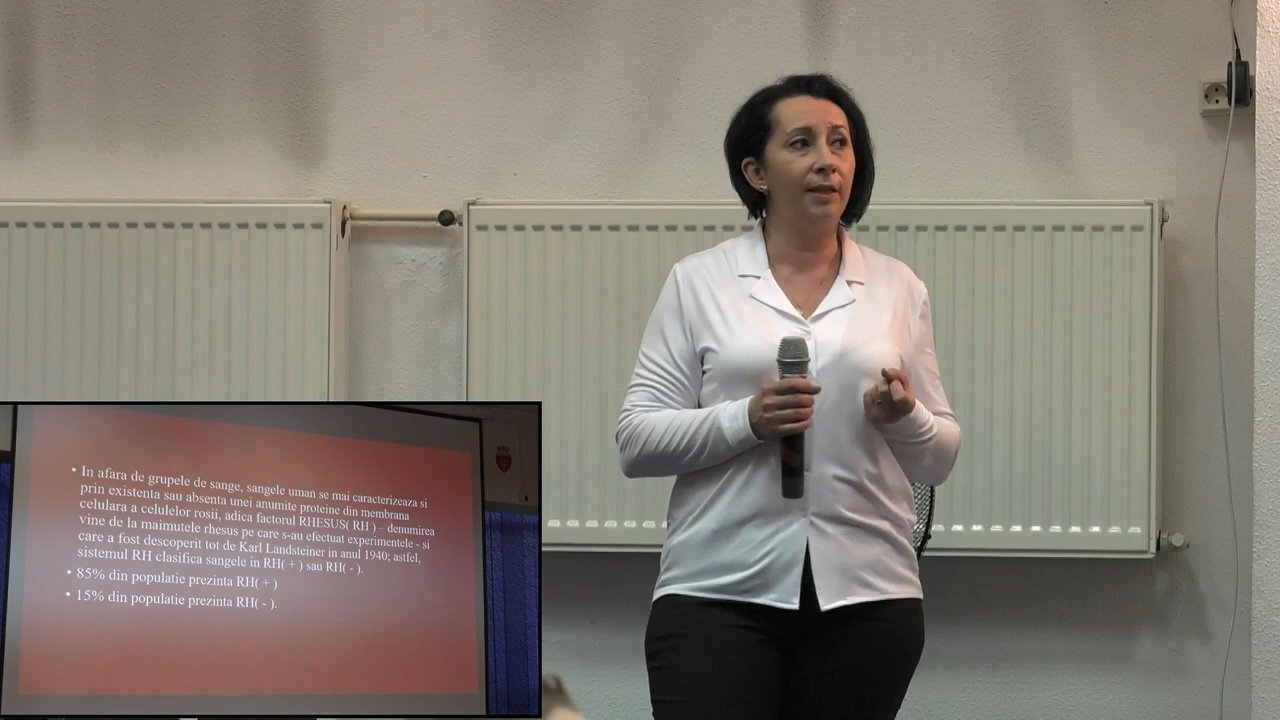 • In afara de grupele de sange, sangele uman se mai caracterizeaza si
prin existenta sau absenta unei anumite proteine din membrana
celulara a celulelor rosii, adica factorul RHESUS( RH ) – denumirea
vine de la maimutele rhesus pe care s-au efectuat experimentele - si
care a fost descoperit tot de Karl Landsteiner in anul 1940; astfel,
sistemul RH clasifica sangele in RH( + ) sau RH( - ).
• 85% din populatie prezinta RH( + )
• 15% din populatie prezinta RH( - ).